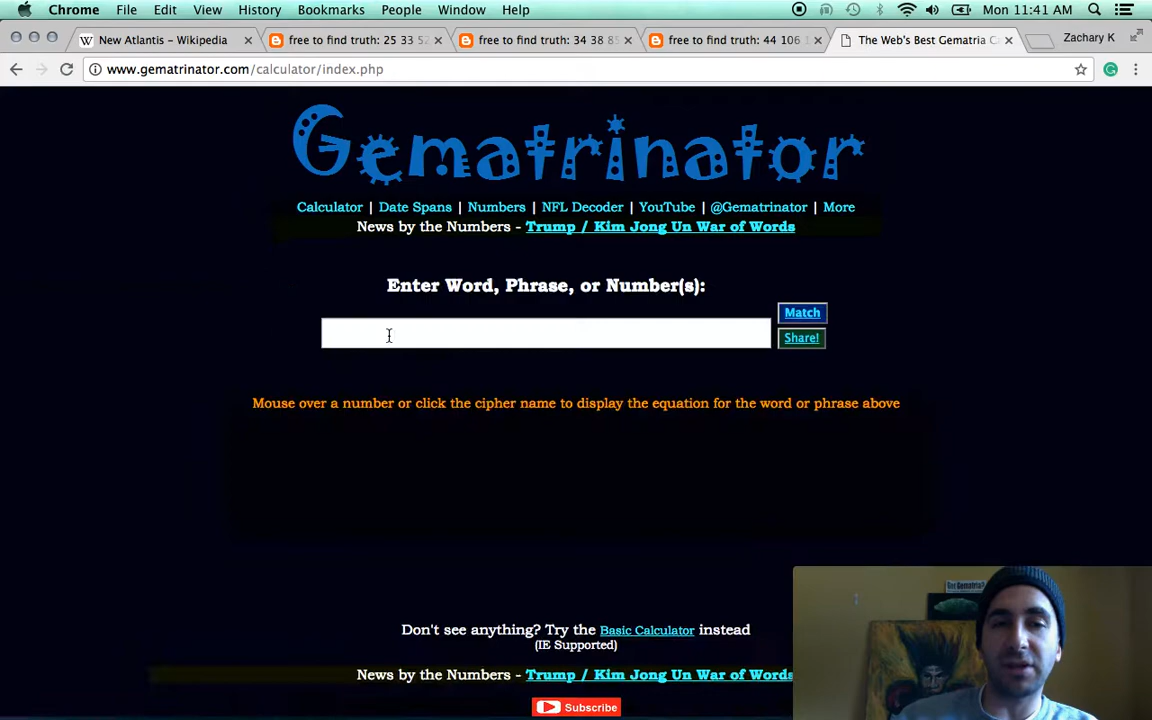 Chrome File Edit View History Bookmarks People Window Help Mon 11:41 AM
New Atlantis – Wikipedia free to find truth: 25 33 52 free to find truth: 34 38 85 free to find truth: 44 106 1 The Web's Best Gematria C Zachary K
www.gematrinator.com/calculator/index.php
Gematrinator
Calculator | Date Spans | Numbers | NFL Decoder | YouTube | @Gematrinator | More
News by the Numbers - Trump / Kim Jong Un War of Words
Enter Word, Phrase, or Number(s):
Match
Share!
Mouse over a number or click the cipher name to display the equation for the word or phrase above
Got Gematria?
Don't see anything? Try the Basic Calculator instead
(IE Supported)
News by the Numbers - Trump / Kim Jong Un War of Words
Subscribe